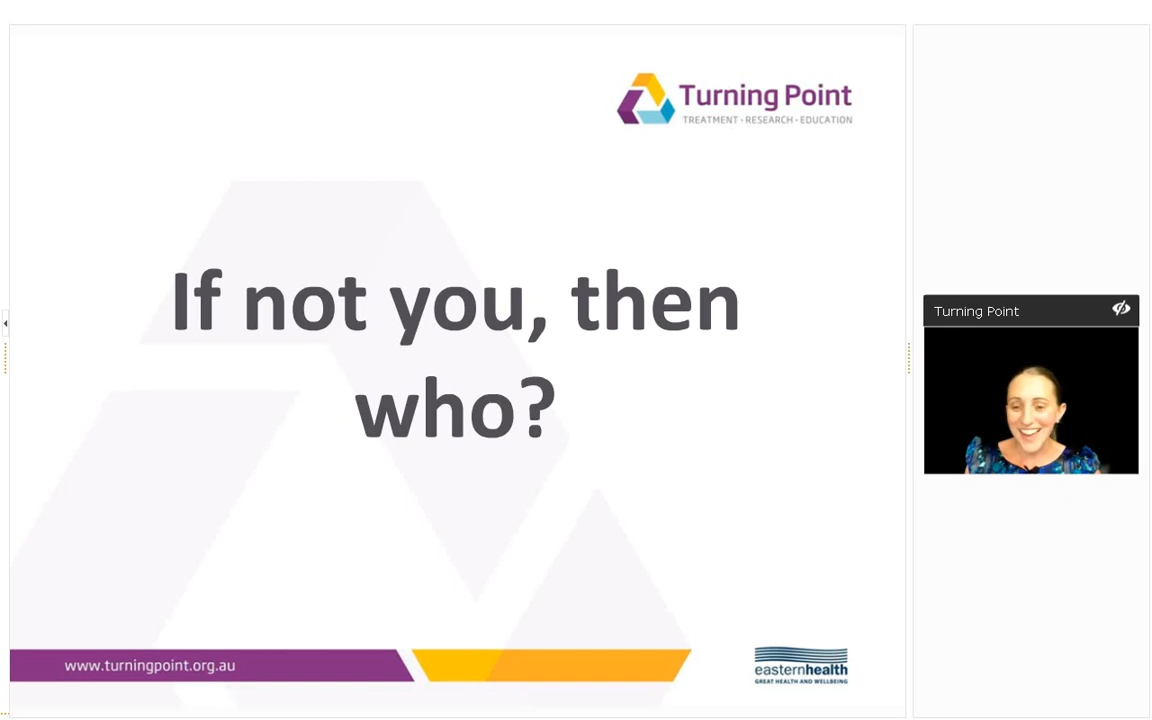 Turning Point
TREATMENT • RESEARCH • EDUCATION
If not you, then
who?
Turning Point
www.turningpoint.org.au
easternhealth
GREAT HEALTH AND WELLBEING